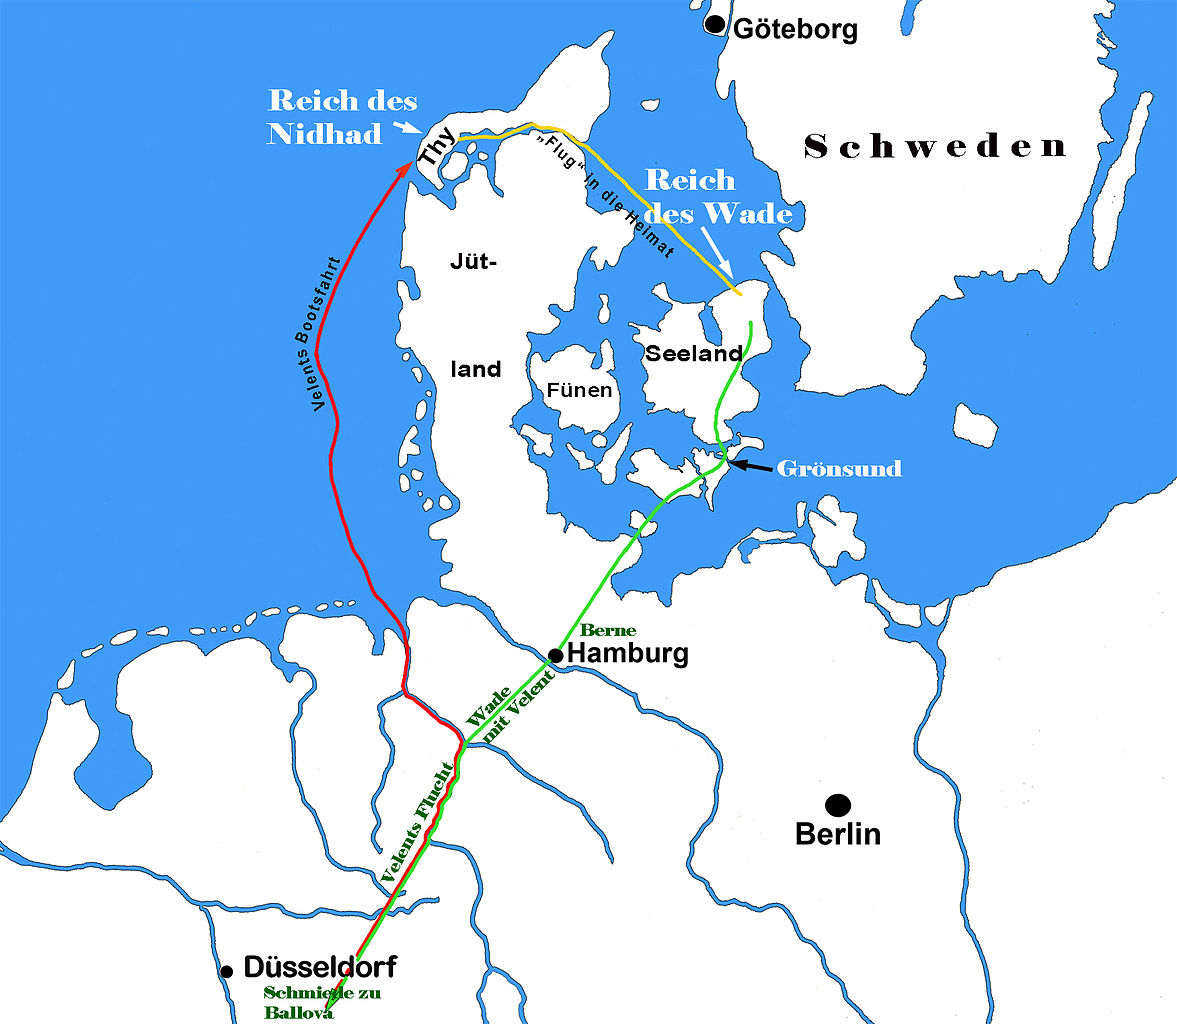 Göteborg
Reich des
Nidhad
Thy
Schweden
„Flug“ in die Heimat
Reich
des Wade
Jüt-
land
Velents Bootsfahrt
Seeland
Fünen
Grönsund
Berne
Hamburg
Wade
mit Velent
Velents Flucht
Berlin
Düsseldorf
Schmiede zu
Ballova